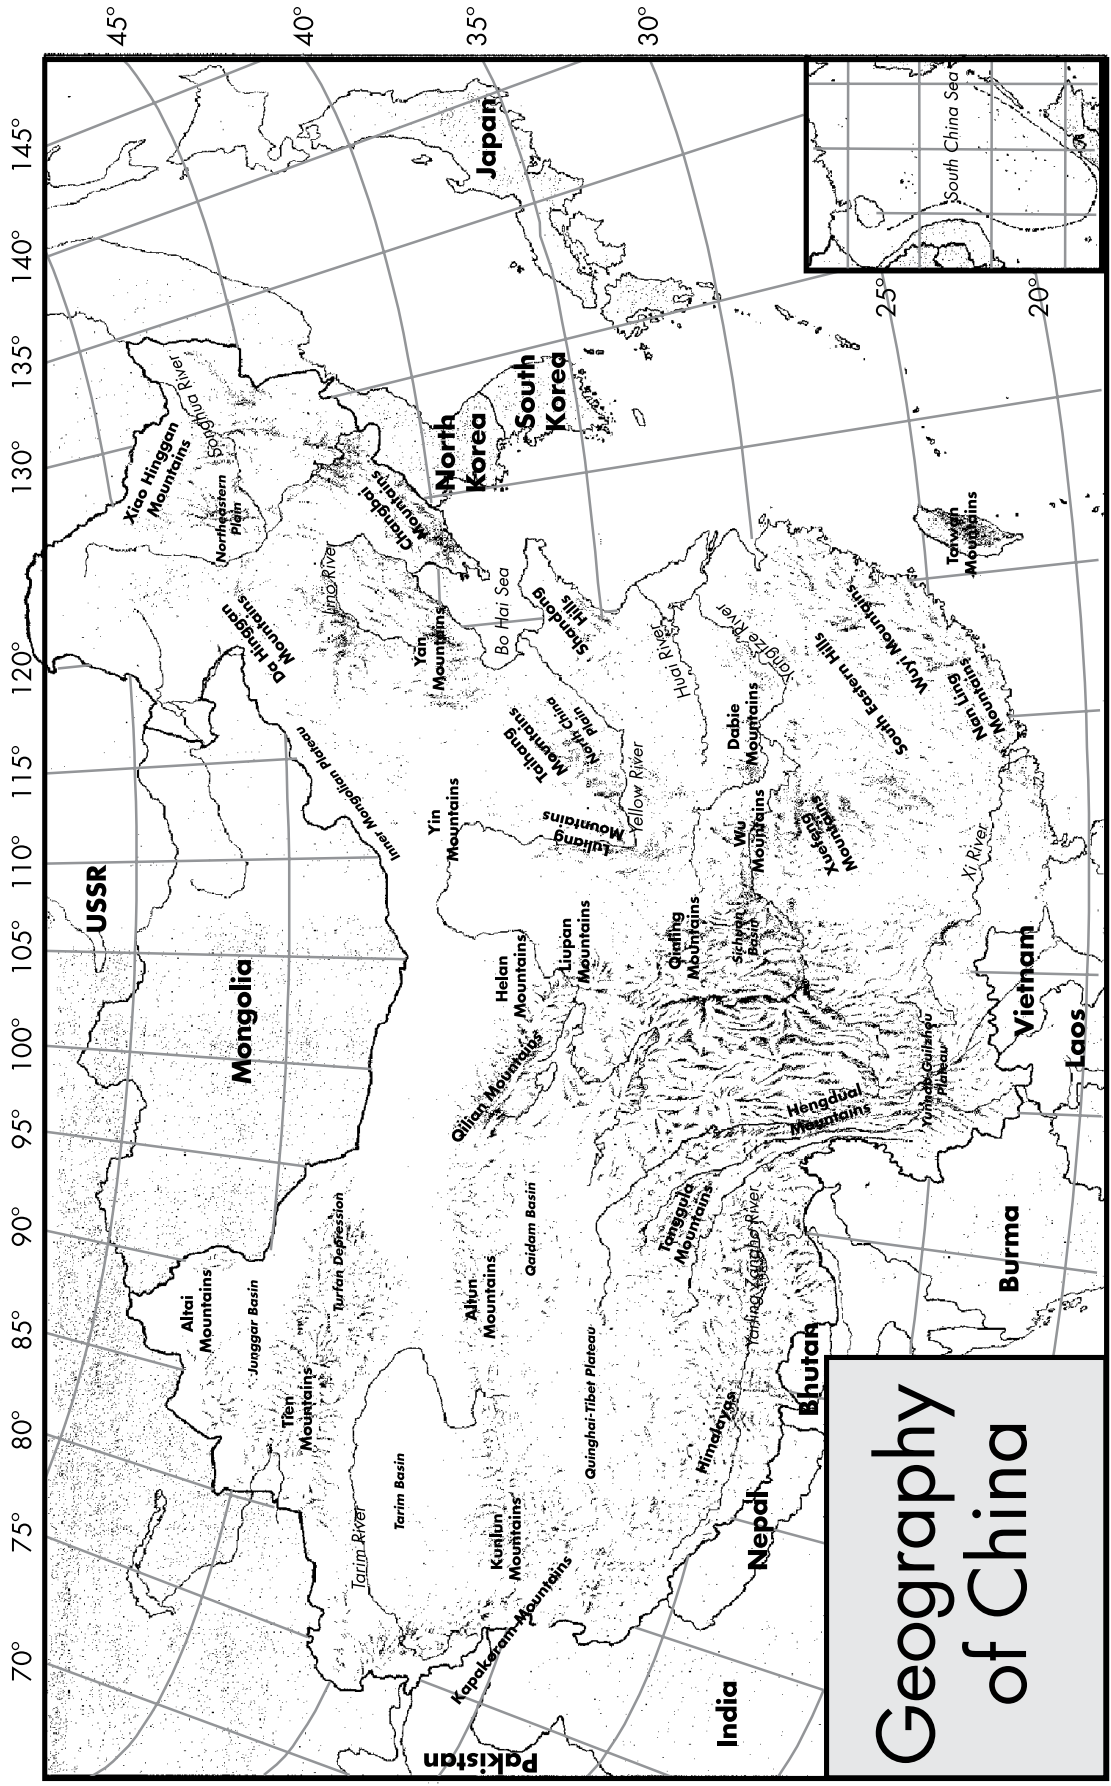 Geography
of China
70°
75°
80°
85°
90°
95°
100°
105°
110°
115°
120°
130°
135°
140°
145°
45°
40°
35°
30°
25°
20°
USSR
Mongolia
Altai
Mountains
Junggar Basin
Tien
Mountains
Turfan Depression
Tarim River
Tarim Basin
Kunlun
Mountains
Kapakoram Mountains
Pakistan
India
Altun
Mountains
Qaidam Basin
Quinghai-Tibet Plateau
Himalayas
Nepal
Bhutan
Yarling Zangbo River
Tanggula
Mountains
Qilian Mountains
Helan
Mountains
Liupan
Mountains
Qinling
Mountains
Sichuan
Basin
Hengdual
Mountains
Yunnan-Guilzhou
Plateau
Burma
Laos
Vietnam
Xi River
Inner Mongolian Plateau
Yin
Mountains
Luliang
Mountains
Taihang
Mountains
North China
Plain
Yellow River
Wu
Mountains
Xuefeng
Mountains
Dabie
Mountains
Huai River
Yangtze River
South Eastern Hills
Wuyi Mountains
Nan Ling
Mountains
Taiwan
Mountains
Da Hinggan
Mountains
Xiao Hinggan
Mountains
Songhua River
Northeastern
Plain
Liao River
Changbai
Mountains
Yan
Mountains
Bo Hai Sea
Shandong
Hills
North
Korea
South
Korea
Japan
South China Sea